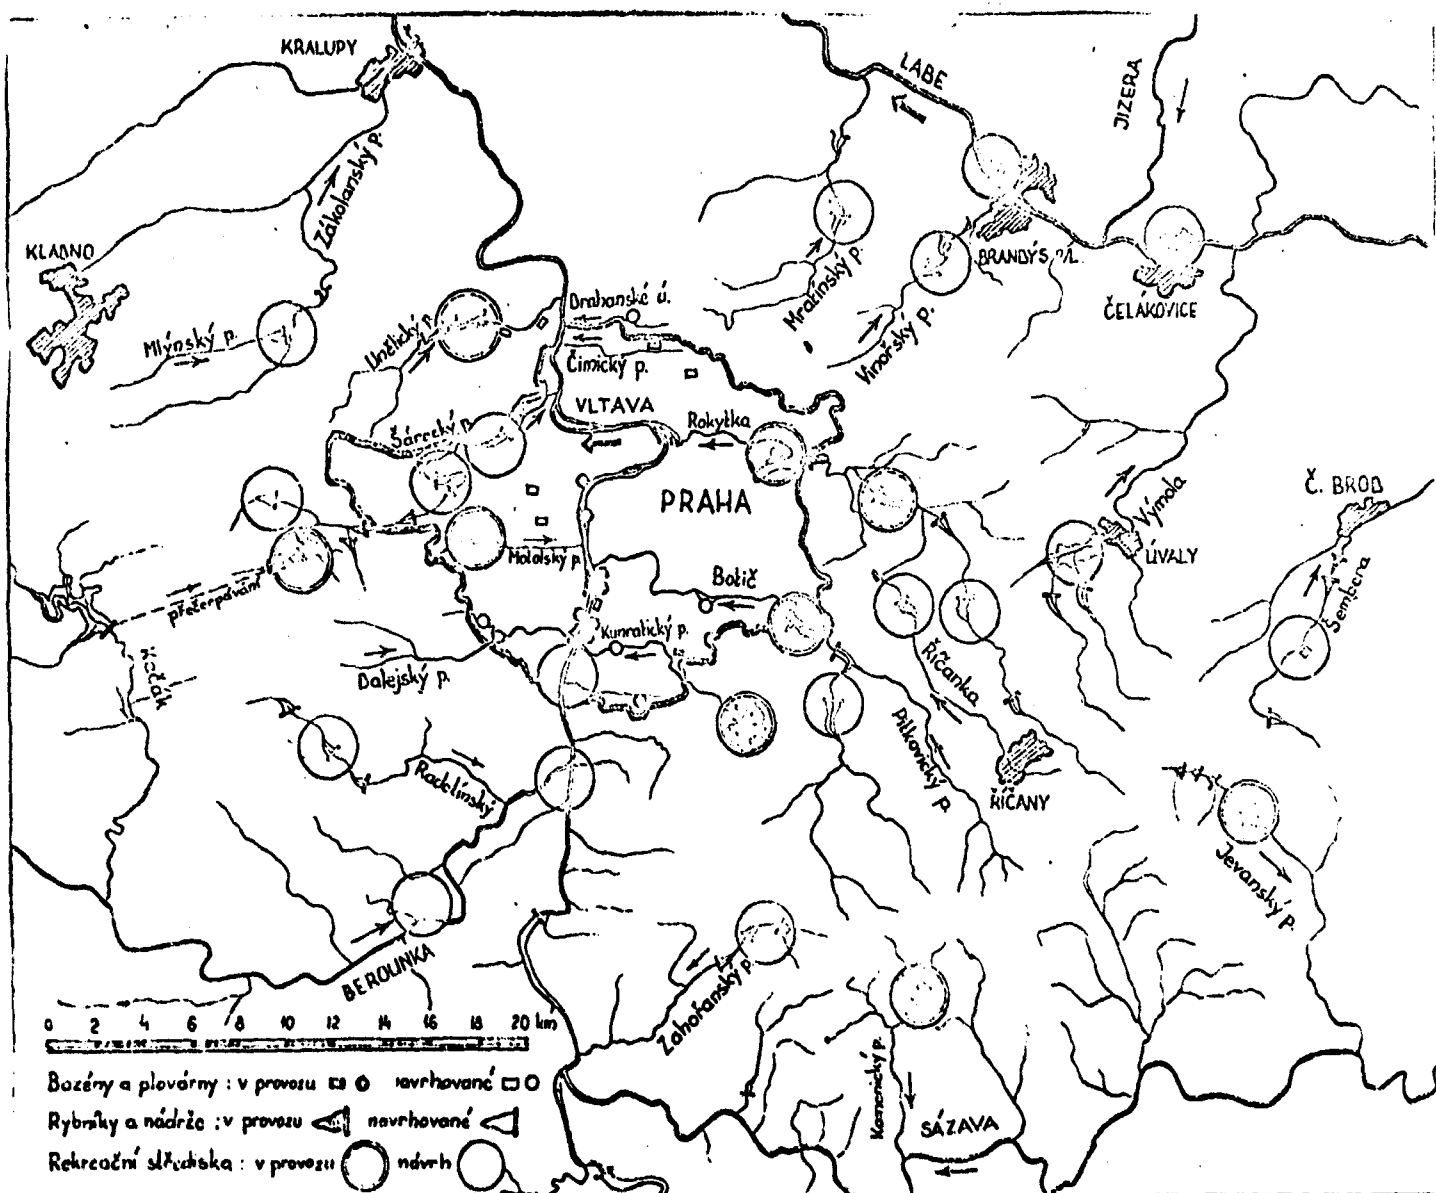 KRALUPY
LABE
JIZERA
Zákolanský p.
KLADNO
Mlýnský p.
Únětický p.
Drahanské ú.
Čimický p.
Mratínský p.
Vinořský p.
BRANDÝS n/L
ČELÁKOVICE
VLTAVA
Šárecký p.
Rokytka
PRAHA
Č. BROD
Výmola
ÚVALY
Motolský p.
Botič
přečerpávání
Kunratický p.
Šembera
Kačák
Dalejský p.
Říčanka
Pitkovický p.
ŘÍČANY
Radotínský
Jevanský p.
BEROUNKA
Zahořanský p.
Kamenický p.
SÁZAVA
0 2 4 6 8 10 12 14 16 18 20 km
Bazény a plovárny : v provozu navrhované
Rybníky a nádrže : v provozu navrhované
Rekreační střediska : v provozu návrh